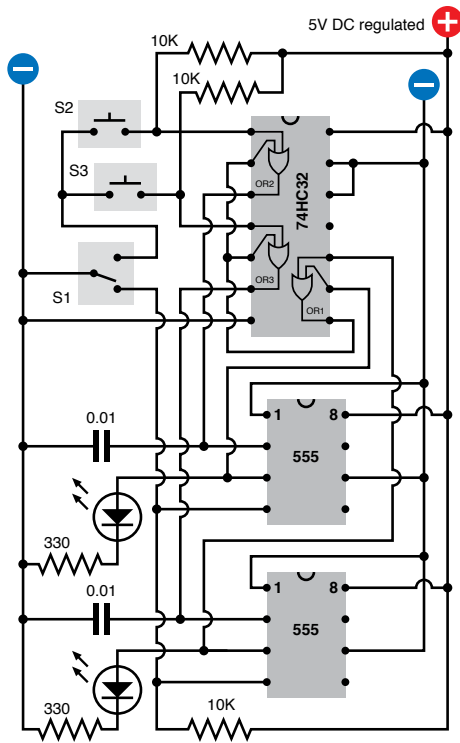 5V DC regulated +
10K
−
10K
−
S2
S3
OR2
74HC32
S1
OR3
OR1
0.01
1 8
555
330
0.01
1 8
555
330
10K